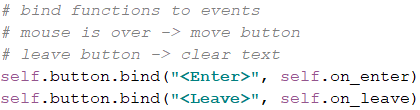 # bind functions to events
# mouse is over -> move button
# leave button -> clear text
self.button.bind("<Enter>", self.on_enter)
self.button.bind("<Leave>", self.on_leave)